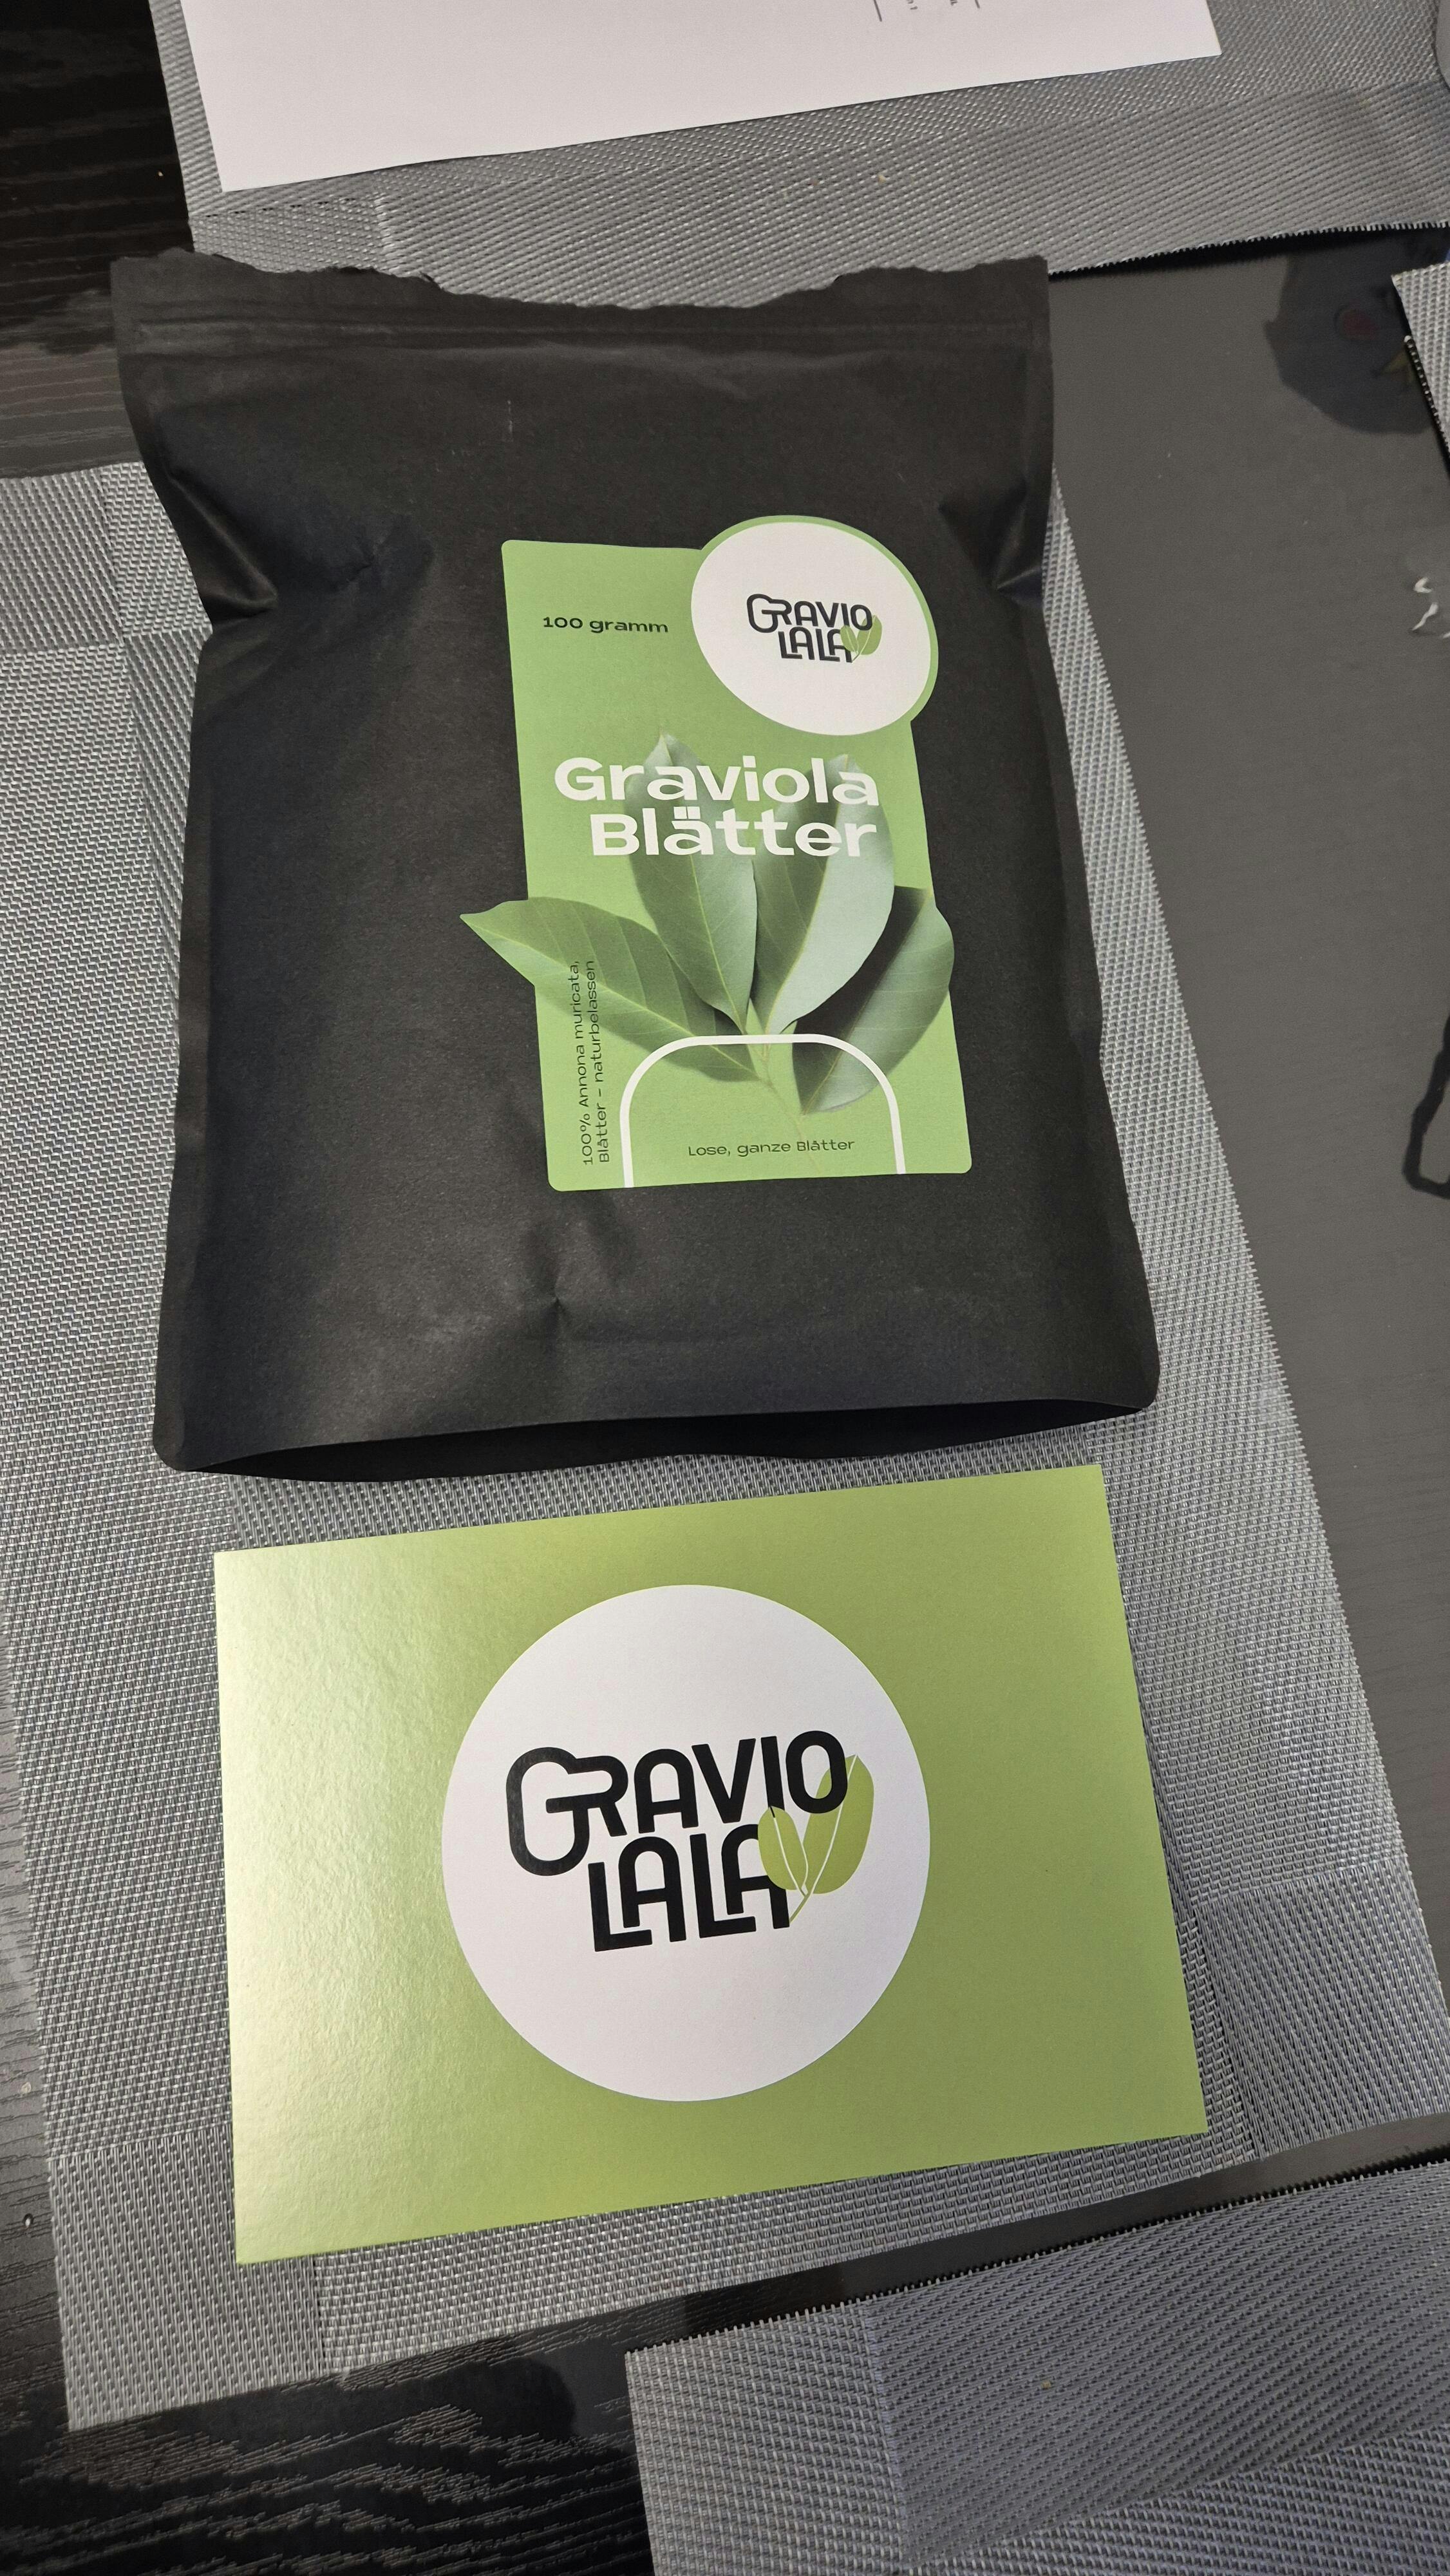 100 gramm
GRAVIO
LALA
Graviola
Blätter
100% Annona muricata,
Blätter – naturbelassen
Lose, ganze Blätter
GRAVIO
LALA